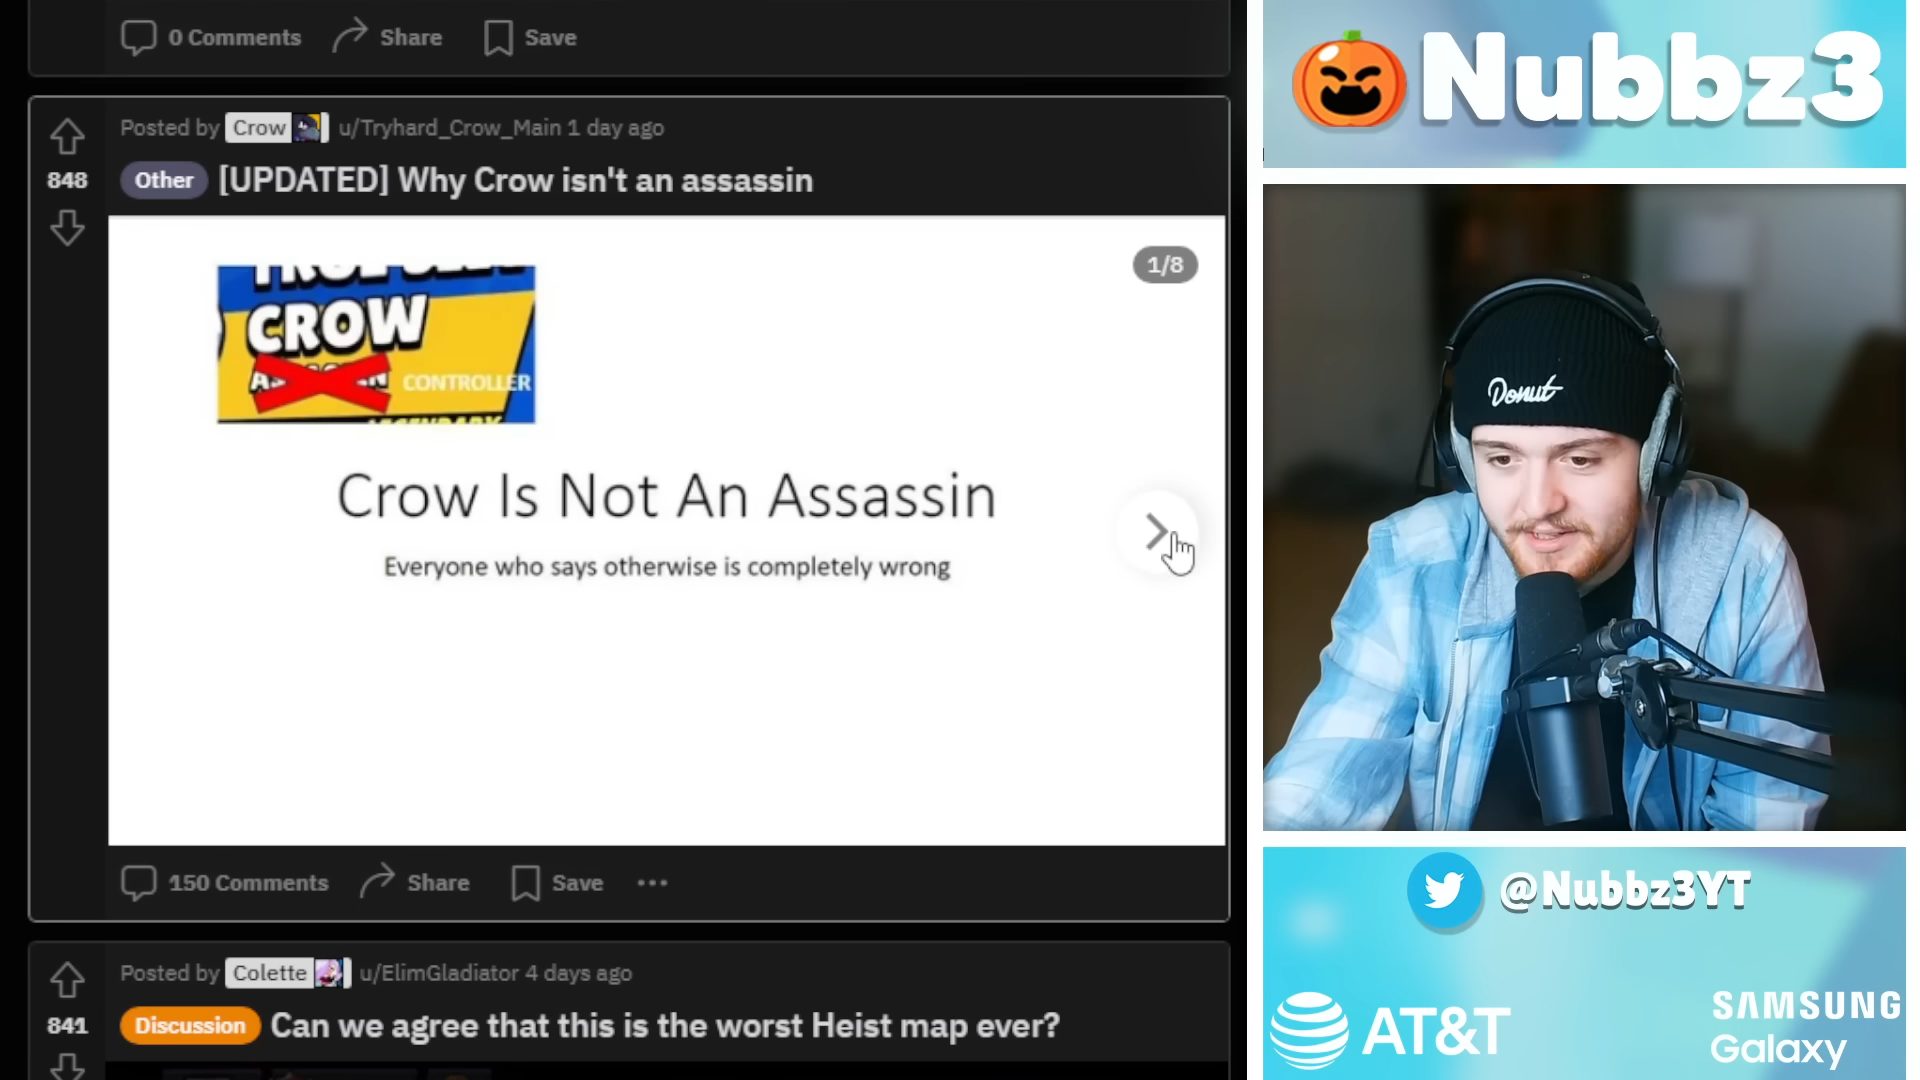 0 Comments
Share
Save
Posted by Crow u/Tryhard_Crow_Main 1 day ago
848
Other [UPDATED] Why Crow isn't an assassin
1/8
CROW
CONTROLLER
LEGENDARY
Crow Is Not An Assassin
Everyone who says otherwise is completely wrong
150 Comments
Share
Save
Posted by Colette u/ElimGladiator 4 days ago
841
Discussion Can we agree that this is the worst Heist map ever?
Nubbz3
Donut
@Nubbz3YT
AT&T
SAMSUNG
Galaxy